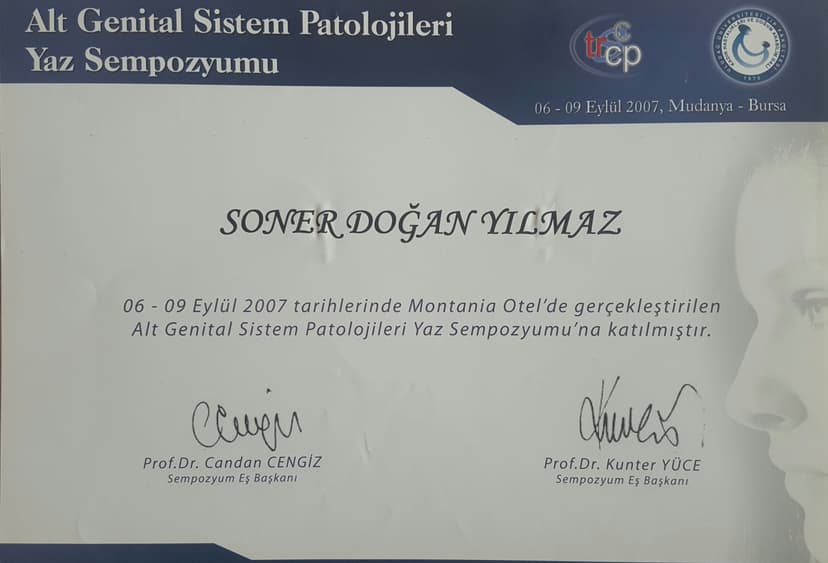 Alt Genital Sistem Patolojileri
Yaz Sempozyumu
trccep
06 - 09 Eylül 2007, Mudanya - Bursa
SONER DOĞAN YILMAZ
06 - 09 Eylül 2007 tarihlerinde Montania Otel'de gerçekleştirilen
Alt Genital Sistem Patolojileri Yaz Sempozyumu'na katılmıştır.
Prof.Dr. Candan CENGİZ
Sempozyum Eş Başkanı
Prof.Dr. Kunter YÜCE
Sempozyum Eş Başkanı